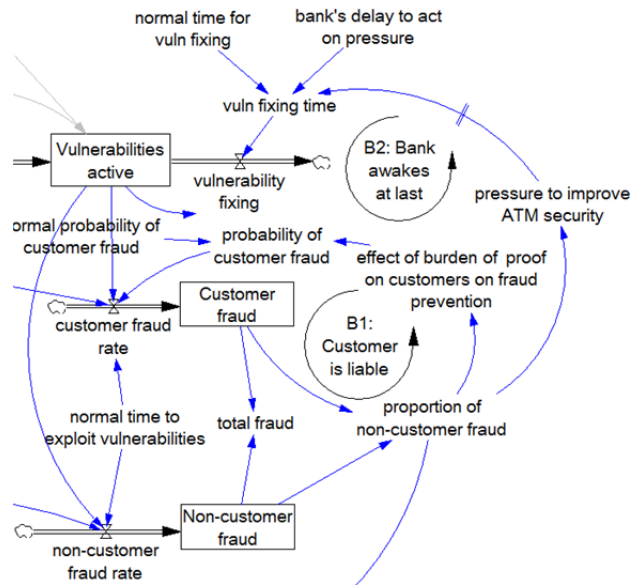 normal time for
vuln fixing
bank's delay to act
on pressure
vuln fixing time
Vulnerabilities
active
vulnerability
fixing
B2: Bank
awakes
at last
pressure to improve
ATM security
ormal probability of
customer fraud
probability of
customer fraud
effect of burden of proof
on customers on fraud
prevention
Customer
fraud
customer fraud
rate
B1:
Customer
is liable
normal time to
exploit vulnerabilities
total fraud
proportion of
non-customer fraud
Non-customer
fraud
non-customer
fraud rate